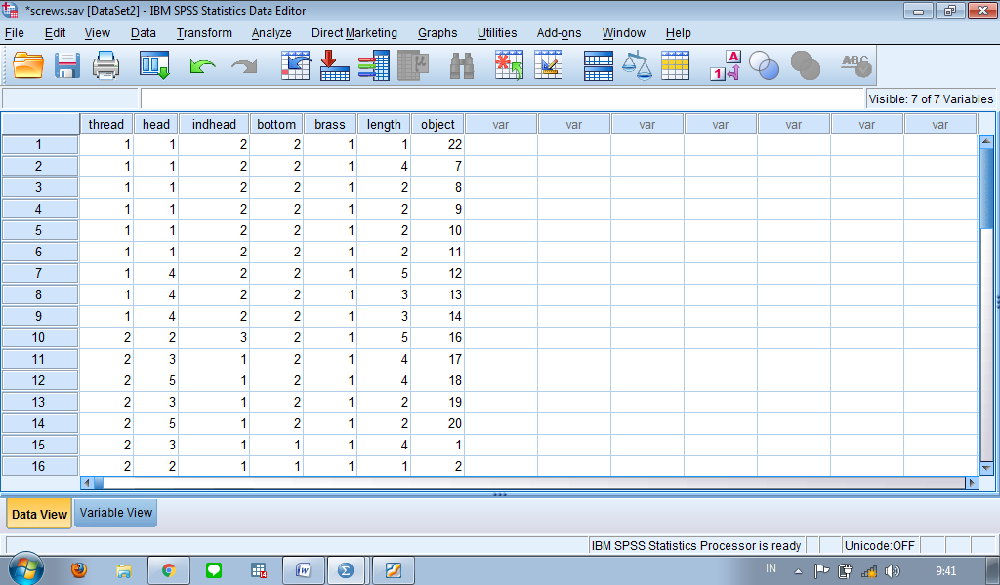 *screws.sav [DataSet2] - IBM SPSS Statistics Data Editor
File Edit View Data Transform Analyze Direct Marketing Graphs Utilities Add-ons Window Help
A
1
ABC
Visible: 7 of 7 Variables
thread head indhead bottom brass length object var var var var var var var
1 1 1 2 2 1 1 22
2 1 1 2 2 1 4 7
3 1 1 2 2 1 2 8
4 1 1 2 2 1 2 9
5 1 1 2 2 1 2 10
6 1 1 2 2 1 2 11
7 1 4 2 2 1 5 12
8 1 4 2 2 1 3 13
9 1 4 2 2 1 3 14
10 2 2 3 2 1 5 16
11 2 3 1 2 1 4 17
12 2 5 1 2 1 4 18
13 2 3 1 2 1 2 19
14 2 5 1 2 1 2 20
15 2 3 1 1 1 4 1
16 2 2 1 1 1 1 2
Data View Variable View
IBM SPSS Statistics Processor is ready Unicode:OFF
IN 9:41